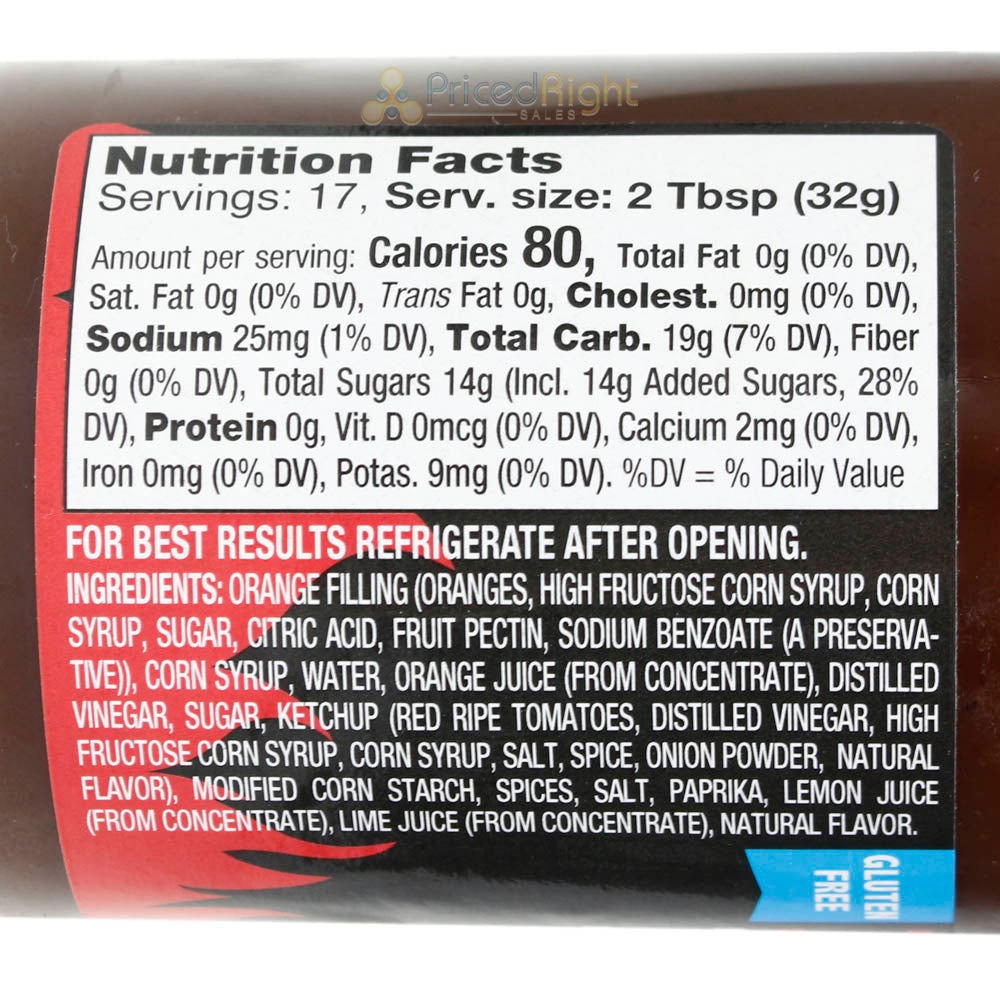 PricedRight
SALES
Nutrition Facts
Servings: 17, Serv. size: 2 Tbsp (32g)
Amount per serving: Calories 80, Total Fat 0g (0% DV),
Sat. Fat 0g (0% DV), Trans Fat 0g, Cholest. 0mg (0% DV),
Sodium 25mg (1% DV), Total Carb. 19g (7% DV), Fiber
0g (0% DV), Total Sugars 14g (Incl. 14g Added Sugars, 28%
DV), Protein 0g, Vit. D 0mcg (0% DV), Calcium 2mg (0% DV),
Iron 0mg (0% DV), Potas. 9mg (0% DV). %DV = % Daily Value
FOR BEST RESULTS REFRIGERATE AFTER OPENING.
INGREDIENTS: ORANGE FILLING (ORANGES, HIGH FRUCTOSE CORN SYRUP, CORN
SYRUP, SUGAR, CITRIC ACID, FRUIT PECTIN, SODIUM BENZOATE (A PRESERVA-
TIVE)), CORN SYRUP, WATER, ORANGE JUICE (FROM CONCENTRATE), DISTILLED
VINEGAR, SUGAR, KETCHUP (RED RIPE TOMATOES, DISTILLED VINEGAR, HIGH
FRUCTOSE CORN SYRUP, CORN SYRUP, SALT, SPICE, ONION POWDER, NATURAL
FLAVOR), MODIFIED CORN STARCH, SPICES, SALT, PAPRIKA, LEMON JUICE
(FROM CONCENTRATE), LIME JUICE (FROM CONCENTRATE), NATURAL FLAVOR.
GLUTEN
FREE